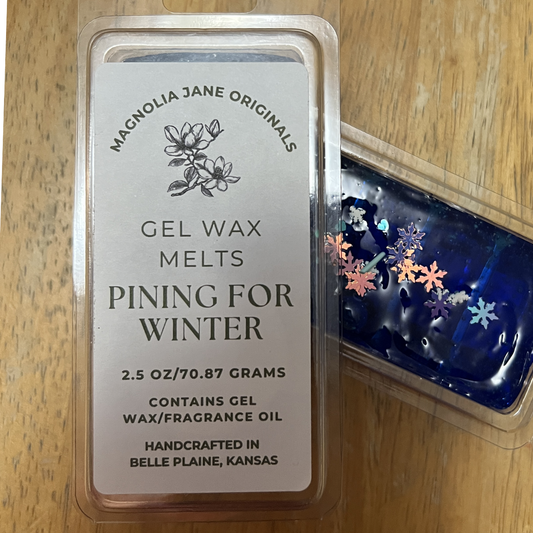 MAGNOLIA JANE ORIGINALS
GEL WAX
MELTS
PINING FOR
WINTER
2.5 OZ/70.87 GRAMS
CONTAINS GEL
WAX/FRAGRANCE OIL
HANDCRAFTED IN
BELLE PLAINE, KANSAS